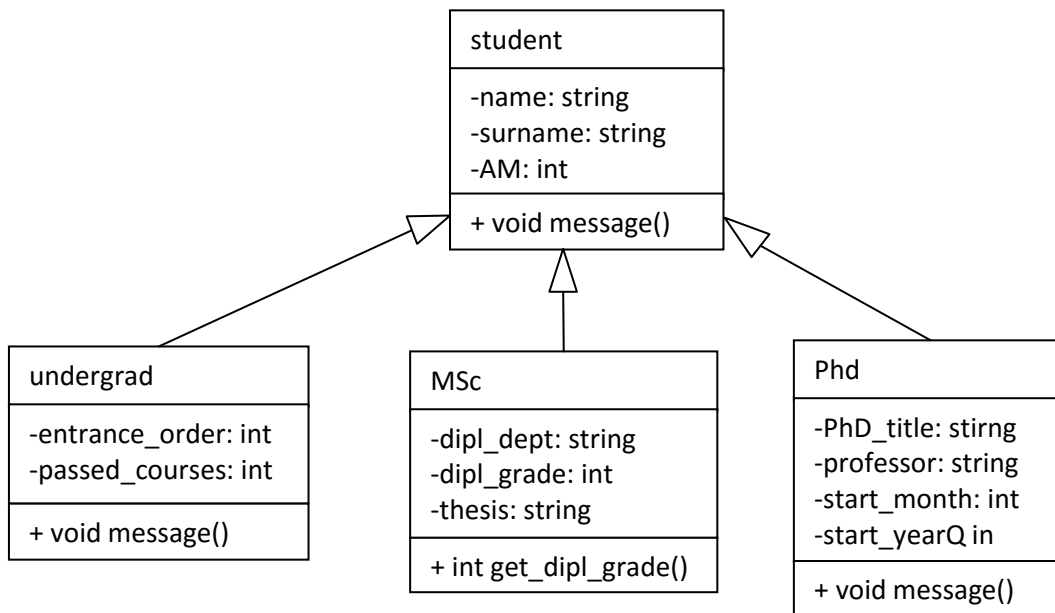 student
-name: string
-surname: string
-AM: int
+ void message()
undergrad
-entrance_order: int
-passed_courses: int
+ void message()
MSc
-dipl_dept: string
-dipl_grade: int
-thesis: string
+ int get_dipl_grade()
Phd
-PhD_title: stirng
-professor: string
-start_month: int
-start_yearQ in
+ void message()